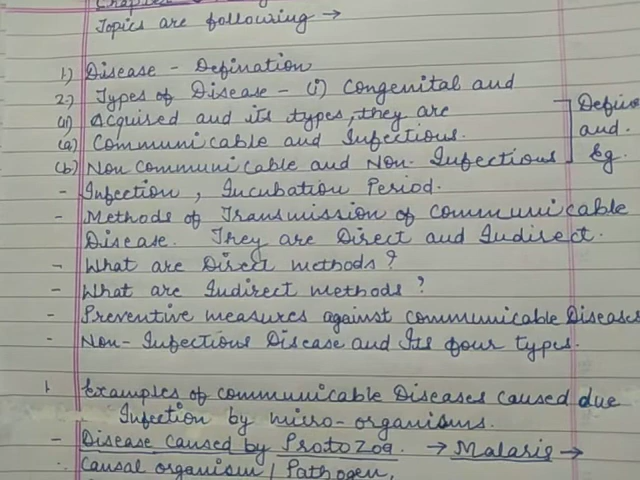 Topics are following →
1.) Disease - Defination
2.) Types of Disease - (i) Congenital and
(ii) Acquired and its types, they are
(a) Communicable and Infectious.
(b) Non Communicable and Non-Infectious
Define and. Eg.
- Infection, Incubation Period.
- Methods of Transmission of communicable
Disease. They are Direct and Indirect.
- What are Direct methods?
- What are Indirect methods?
- Preventive measures against communicable Diseases
- Non-Infectious Disease and Its four types.
Examples of communicable Diseases caused due
Infection by micro-organisms.
- Disease caused by Protozoa. → Malaria →
Causal organism / Pathogen,